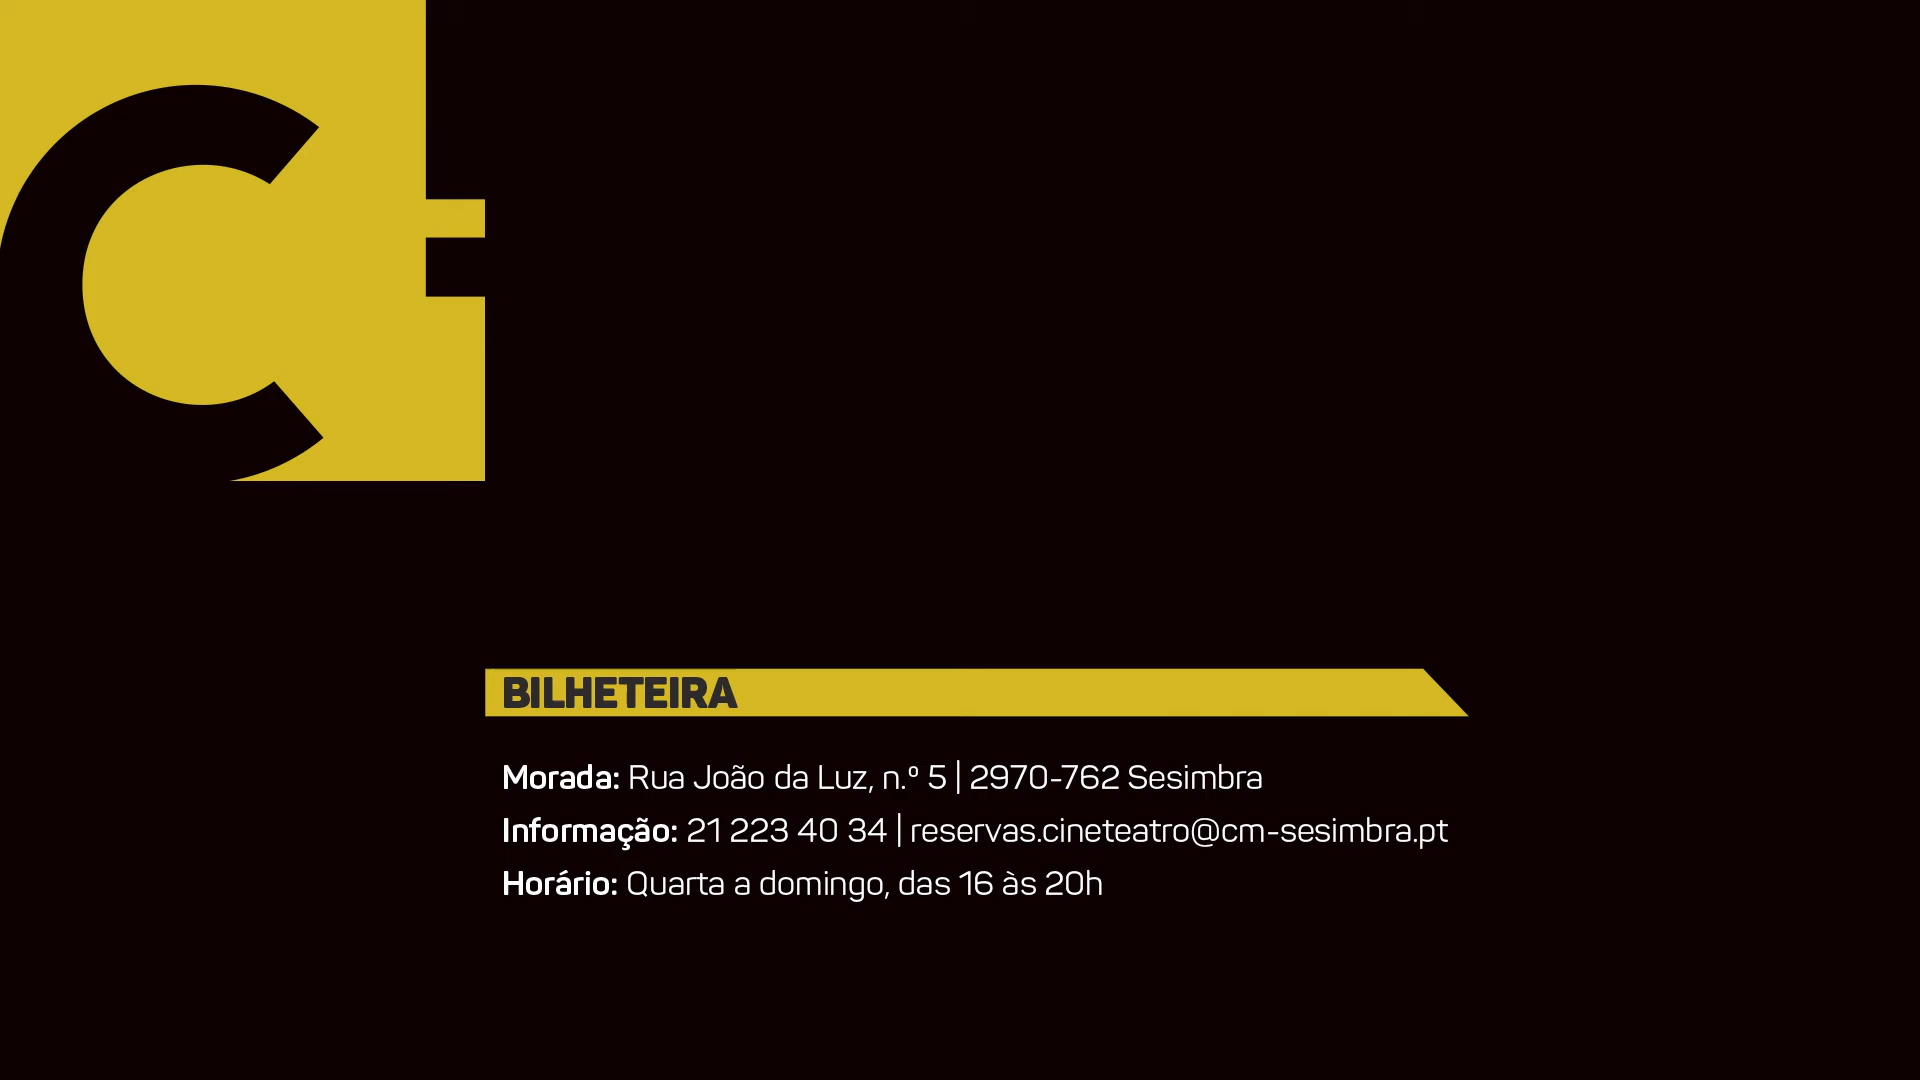 BILHETEIRA
Morada: Rua João da Luz, n.º 5 | 2970-762 Sesimbra
Informação: 21 223 40 34 | reservas.cineteatro@cm-sesimbra.pt
Horário: Quarta a domingo, das 16 às 20h